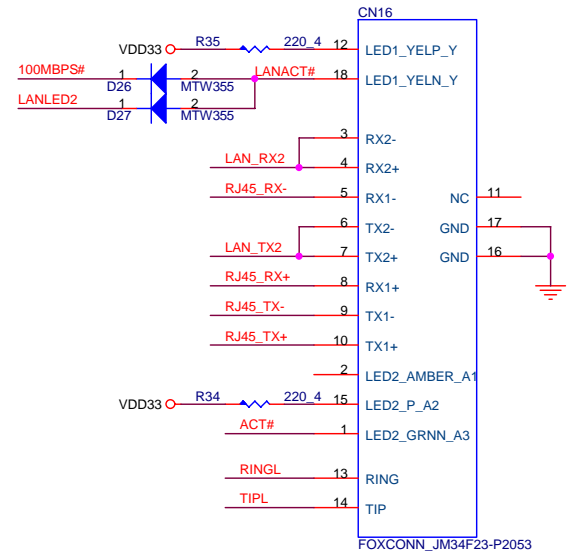 CN16
VDD33 R35 220_4 12 LED1_YELP_Y
100MBPS# 1 2 LANACT# 18 LED1_YELN_Y
D26 MTW355
LANLED2 1 2
D27 MTW355
3 RX2-
LAN_RX2 4 RX2+
RJ45_RX- 5 RX1- NC 11
6 TX2- GND 17
LAN_TX2 7 TX2+ GND 16
RJ45_RX+ 8 RX1+
RJ45_TX- 9 TX1-
RJ45_TX+ 10 TX1+
2 LED2_AMBER_A1
VDD33 R34 220_4 15 LED2_P_A2
ACT# 1 LED2_GRNN_A3
RINGL 13 RING
TIPL 14 TIP
FOXCONN_JM34F23-P2053